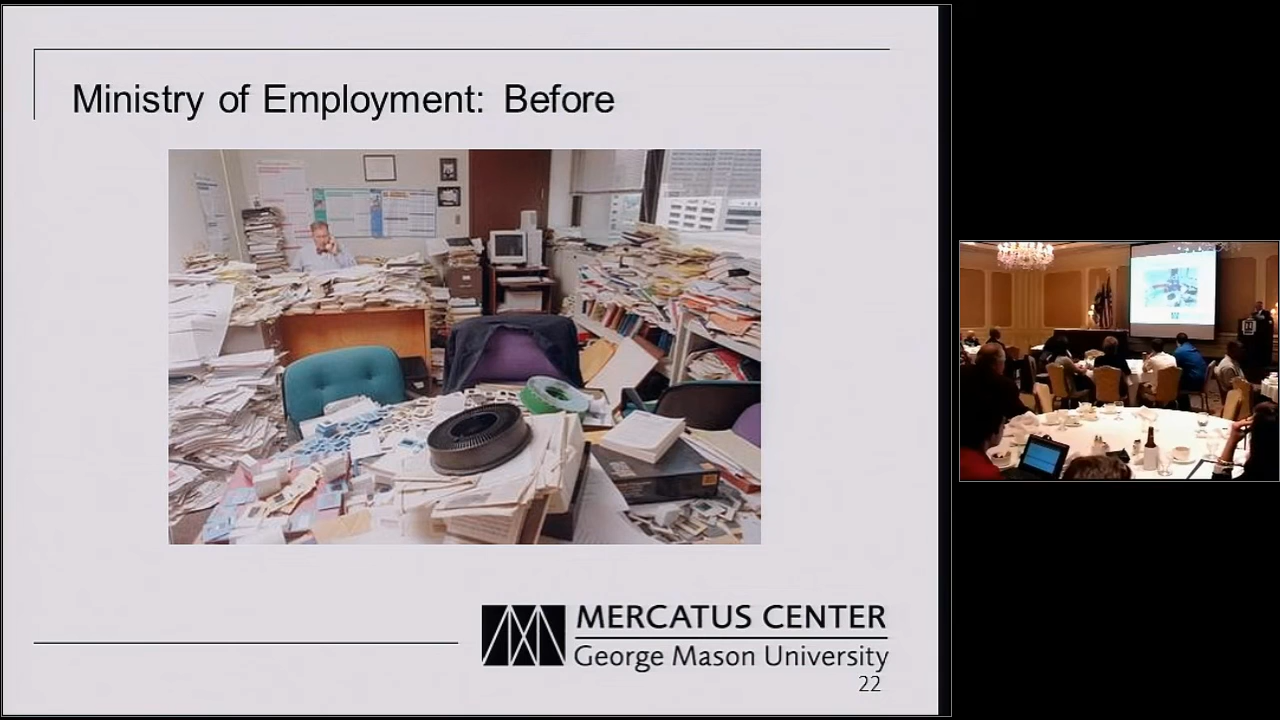 Ministry of Employment: Before
MERCATUS CENTER
George Mason University
22